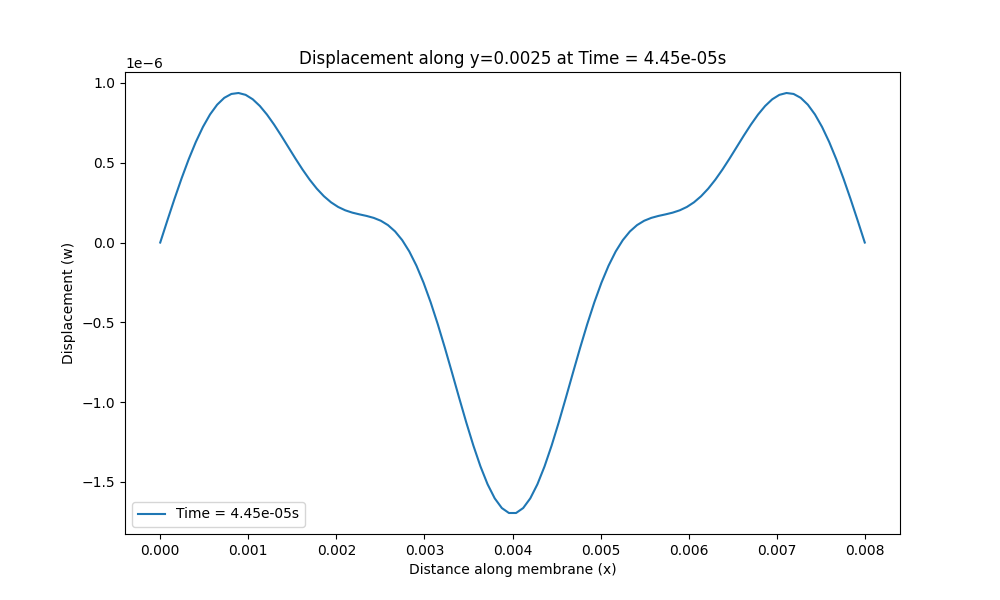 Displacement along y=0.0025 at Time = 4.45e-05s
1e−6
1.0
0.5
0.0
−0.5
−1.0
−1.5
Displacement (w)
Time = 4.45e-05s
0.000 0.001 0.002 0.003 0.004 0.005 0.006 0.007 0.008
Distance along membrane (x)